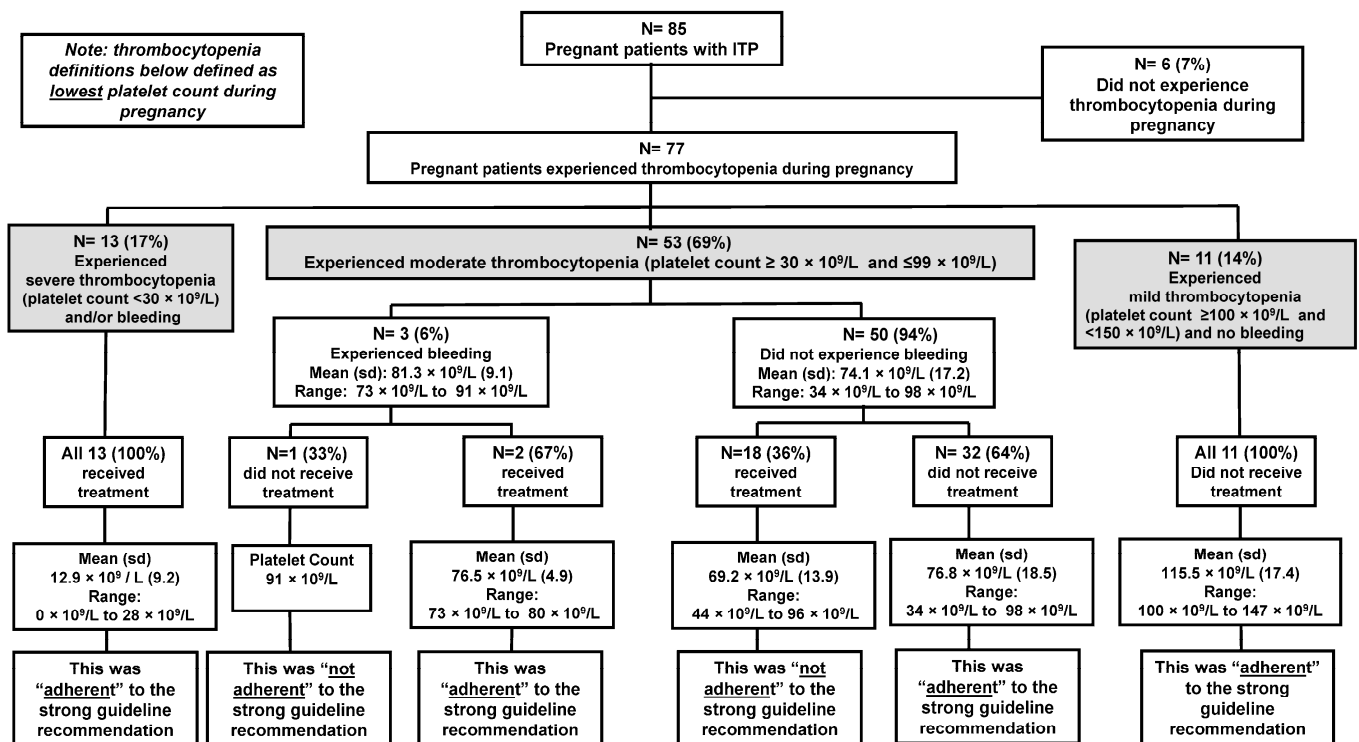 N= 85
Pregnant patients with ITP
Note: thrombocytopenia
definitions below defined as
lowest platelet count during
pregnancy
N= 6 (7%)
Did not experience
thrombocytopenia during
pregnancy
N= 77
Pregnant patients experienced thrombocytopenia during pregnancy
N= 13 (17%)
Experienced
severe thrombocytopenia
(platelet count <30 × 10⁹/L)
and/or bleeding
N= 53 (69%)
Experienced moderate thrombocytopenia (platelet count ≥ 30 × 10⁹/L and ≤99 × 10⁹/L)
N= 11 (14%)
Experienced
mild thrombocytopenia
(platelet count ≥100 × 10⁹/L and
<150 × 10⁹/L) and no bleeding
N= 3 (6%)
Experienced bleeding
Mean (sd): 81.3 × 10⁹/L (9.1)
Range: 73 × 10⁹/L to 91 × 10⁹/L
N= 50 (94%)
Did not experience bleeding
Mean (sd): 74.1 × 10⁹/L (17.2)
Range: 34 × 10⁹/L to 98 × 10⁹/L
All 13 (100%)
received
treatment
N=1 (33%)
did not receive
treatment
N=2 (67%)
received
treatment
N=18 (36%)
received
treatment
N= 32 (64%)
did not receive
treatment
All 11 (100%)
Did not receive
treatment
Mean (sd)
12.9 × 10⁹ / L (9.2)
Range:
0 × 10⁹/L to 28 × 10⁹/L
Platelet Count
91 × 10⁹/L
Mean (sd)
76.5 × 10⁹/L (4.9)
Range:
73 × 10⁹/L to 80 × 10⁹/L
Mean (sd)
69.2 × 10⁹/L (13.9)
Range:
44 × 10⁹/L to 96 × 10⁹/L
Mean (sd)
76.8 × 10⁹/L (18.5)
Range:
34 × 10⁹/L to 98 × 10⁹/L
Mean (sd)
115.5 × 10⁹/L (17.4)
Range:
100 × 10⁹/L to 147 × 10⁹/L
This was
“adherent” to the
strong guideline
recommendation
This was “not
adherent” to the
strong guideline
recommendation
This was
“adherent” to the
strong guideline
recommendation
This was “not
adherent” to the
strong guideline
recommendation
This was
“adherent” to the
strong guideline
recommendation
This was “adherent”
to the strong
guideline
recommendation